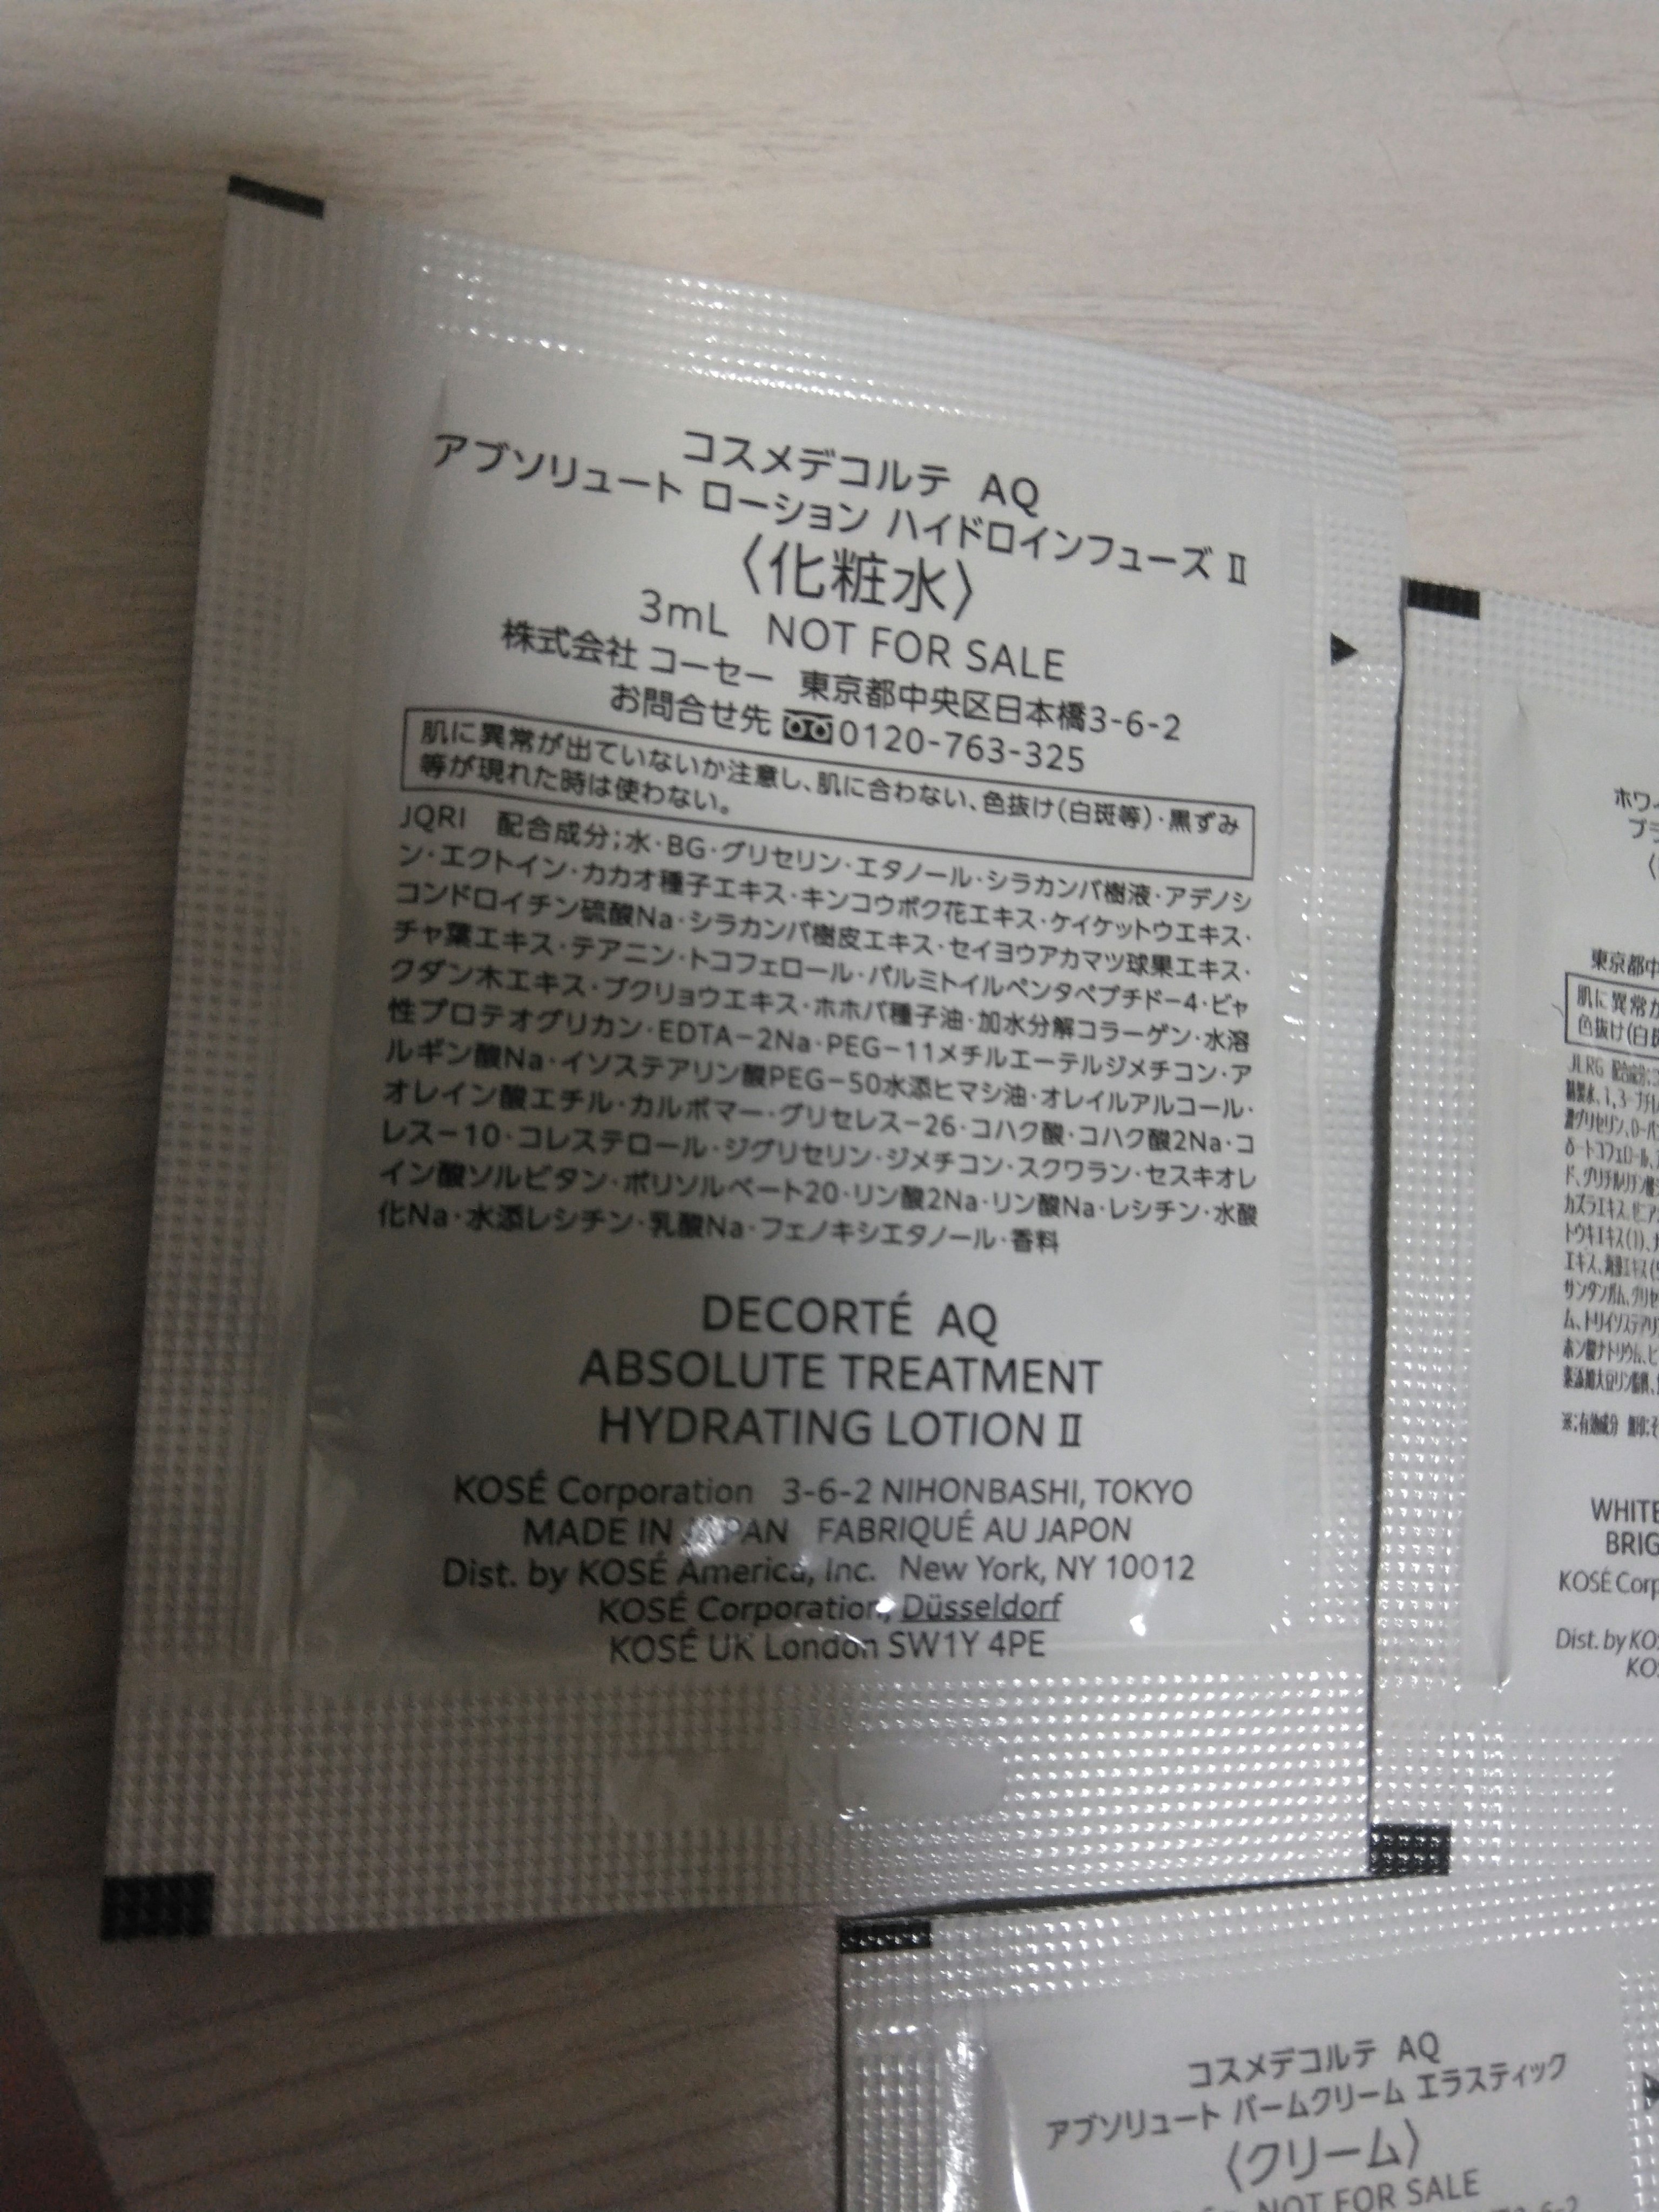 コスメデコルテ AQ
アブソリュート ローション ハイドロインフューズ Ⅱ
〈化粧水〉
3mL NOT FOR SALE
株式会社 コーセー 東京都中央区日本橋3-6-2
お問合せ先 0120-763-325
肌に異常が出ていないか注意し、肌に合わない、色抜け(白斑等)・黒ずみ
等が現れた時は使わない。
JQRI 配合成分;水・BG・グリセリン・エタノール・シラカンバ樹液・アデノシ
ン・エクトイン・カカオ種子エキス・キンコウボク花エキス・ケイケットウエキス・
コンドロイチン硫酸Na・シラカンバ樹皮エキス・セイヨウアカマツ球果エキス・
チャ葉エキス・テアニン・トコフェロール・パルミトイルペンタペプチド-4・ビャ
クダン木エキス・ブクリョウエキス・ホホバ種子油・加水分解コラーゲン・水溶
性プロテオグリカン・EDTA-2Na・PEG-11メチルエーテルジメチコン・ア
ルギン酸Na・イソステアリン酸PEG-50水添ヒマシ油・オレイルアルコール・
オレイン酸エチル・カルボマー・グリセレス-26・コハク酸・コハク酸2Na・コ
レス-10・コレステロール・ジグリセリン・ジメチコン・スクワラン・セスキオレ
イン酸ソルビタン・ポリソルベート20・リン酸2Na・リン酸Na・レシチン・水酸
化Na・水添レシチン・乳酸Na・フェノキシエタノール・香料
DECORTÉ AQ
ABSOLUTE TREATMENT
HYDRATING LOTION Ⅱ
KOSÉ Corporation 3-6-2 NIHONBASHI, TOKYO
MADE IN JAPAN FABRIQUÉ AU JAPON
Dist. by KOSÉ America, Inc. New York, NY 10012
KOSÉ Corporation, Düsseldorf
KOSÉ UK London SW1Y 4PE
ホワ
東京都中
肌に異常が
色抜け(白斑
JLRG
WHITE
BRIG
KOSÉ Corp
Dist. by KO
KO
コスメデコルテ AQ
アブソリュート バームクリーム エラスティック
〈クリーム〉
NOT FOR SALE